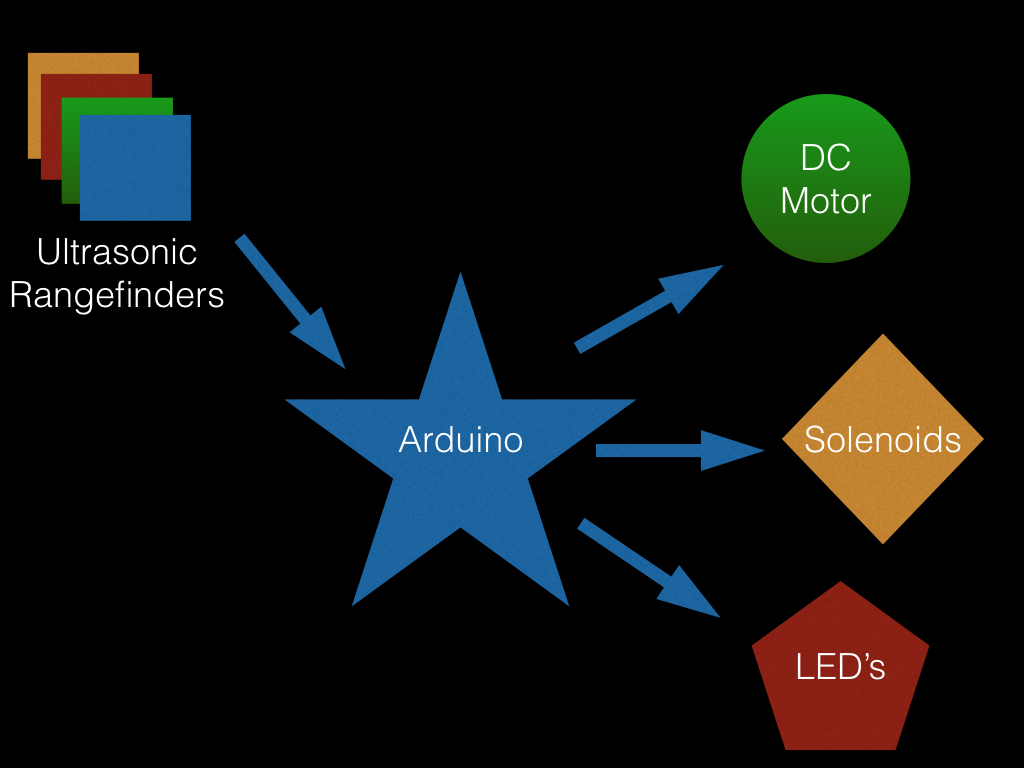 Ultrasonic
Rangefinders
Arduino
DC
Motor
Solenoids
LED’s